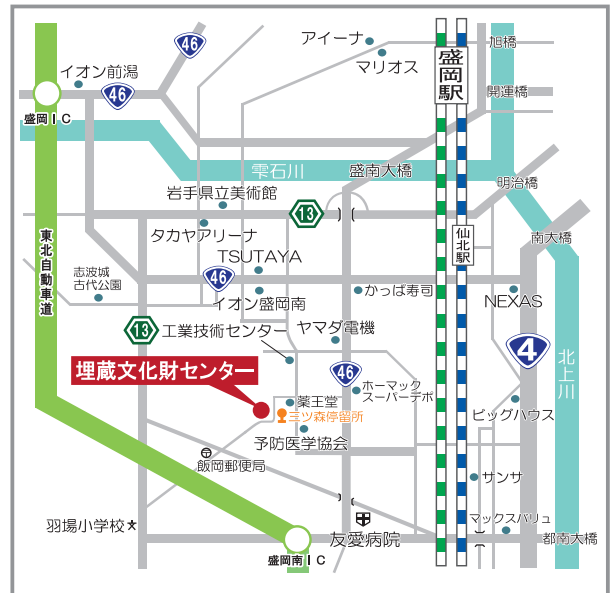 46
アイーナ
マリオス
盛岡駅
旭橋
イオン前潟
46
開運橋
盛岡IC
雫石川
盛南大橋
明治橋
岩手県立美術館
13
タカヤアリーナ
仙北駅
南大橋
東北自動車道
TSUTAYA
志波城
古代公園
46
イオン盛岡南
かっぱ寿司
NEXAS
13
工業技術センター
ヤマダ電機
4
北上川
埋蔵文化財センター
46
ホーマック
スーパーデポ
薬王堂
三ツ森停留所
ビッグハウス
予防医学協会
〒
飯岡郵便局
サンサ
羽場小学校
文
友愛病院
マックスバリュ
都南大橋
盛岡南IC